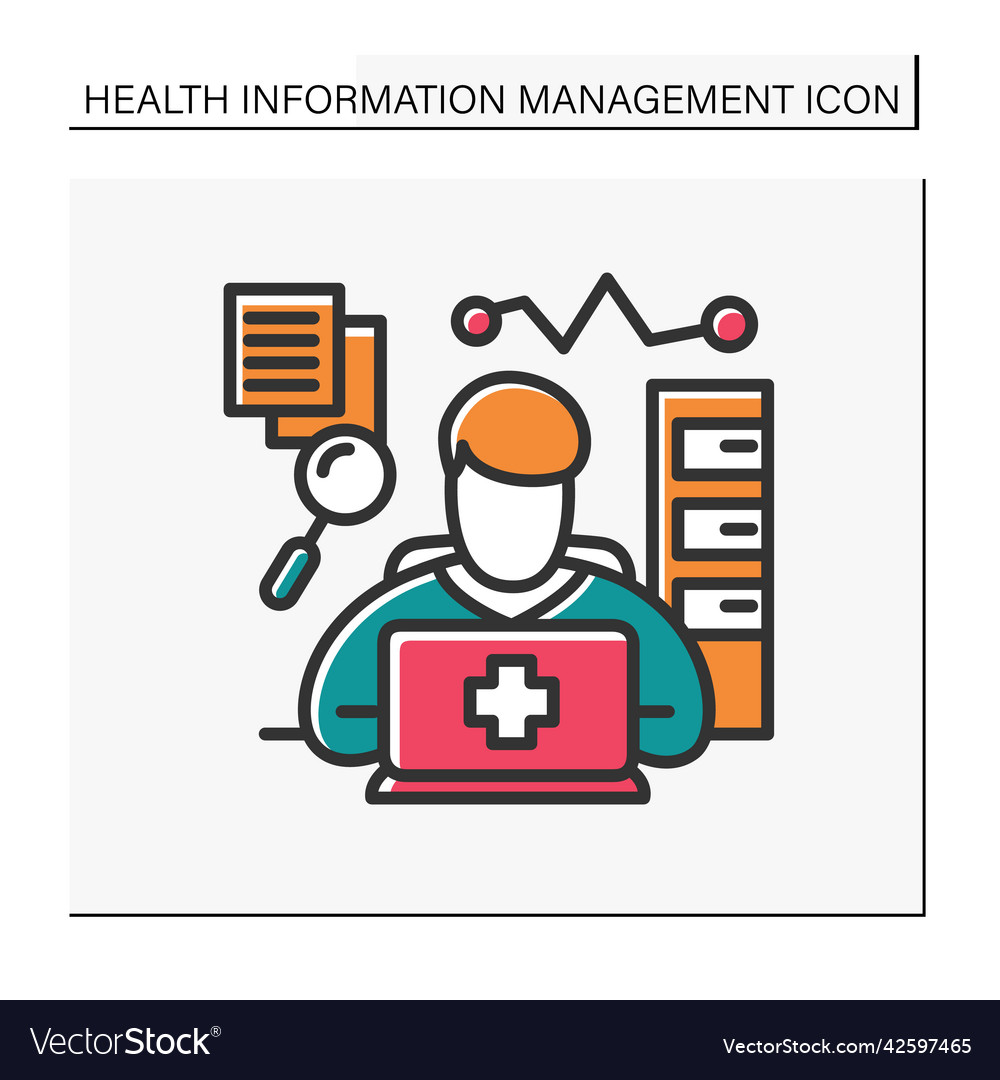 HEALTH INFORMATION MANAGEMENT ICON
VectorStock®
VectorStock.com/42597465